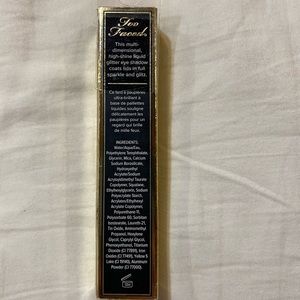 Too
Faced.
This multi-
dimensional,
high-shine liquid
glitter eye shadow
coats lids in full
sparkle and glitz.
Ce fard à paupières
ultra-brillant à
base de paillettes
liquides souligne
délicatement les
paupières pour un
regard qui brille
de mille feux.
INGREDIENTS:
Water/Aqua/Eau,
Polyethylene Terephthalate,
Glycerin, Mica, Calcium
Sodium Borosilicate,
Hydroxyethyl
Acrylate/Sodium
Acryloyldimethyl Taurate
Copolymer, Squalane,
Ethylhexylglycerin, Sodium
Polyacrylate Starch,
Acrylates/Ethylhexyl
Acrylate Copolymer,
Polyurethane-11,
Polysorbate 60, Sorbitan
Isostearate, Laureth-21,
Tin Oxide, Aminomethyl
Propanol, Hexylene
Glycol, Caprylyl Glycol,
Phenoxyethanol, Titanium
Dioxide (CI 77891), Iron
Oxides (CI 77491), Yellow 5
Lake (CI 19140), Aluminum
Powder (CI 77000).